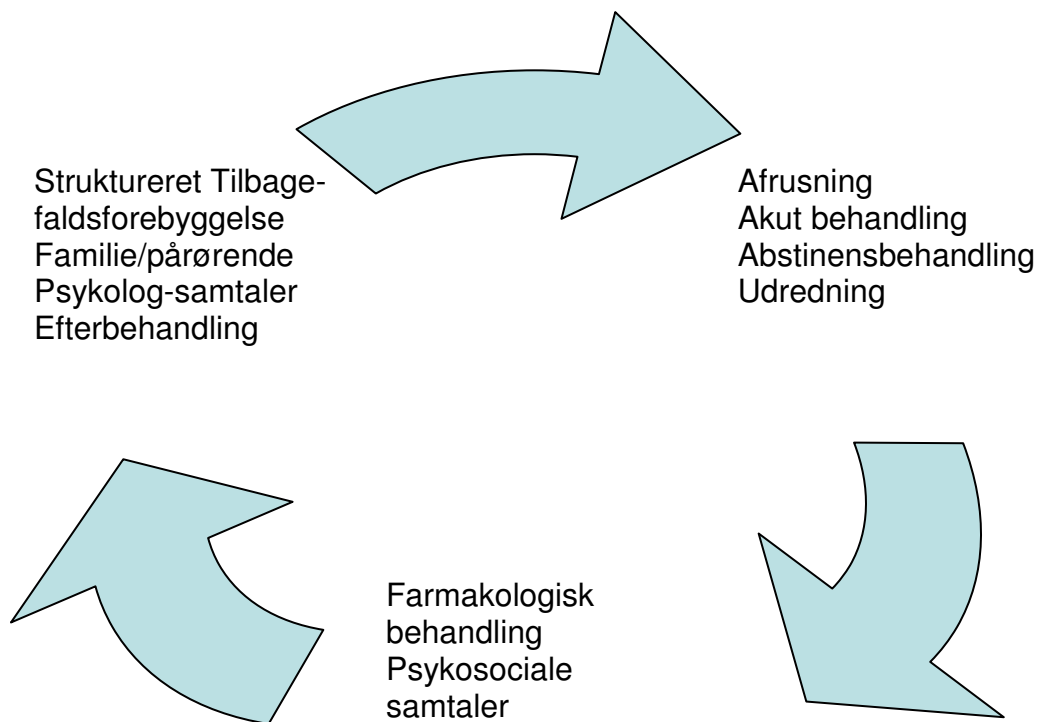 Struktureret Tilbage-
faldsforebyggelse
Familie/pårørende
Psykolog-samtaler
Efterbehandling
Afrusning
Akut behandling
Abstinensbehandling
Udredning
Farmakologisk
behandling
Psykosociale
samtaler